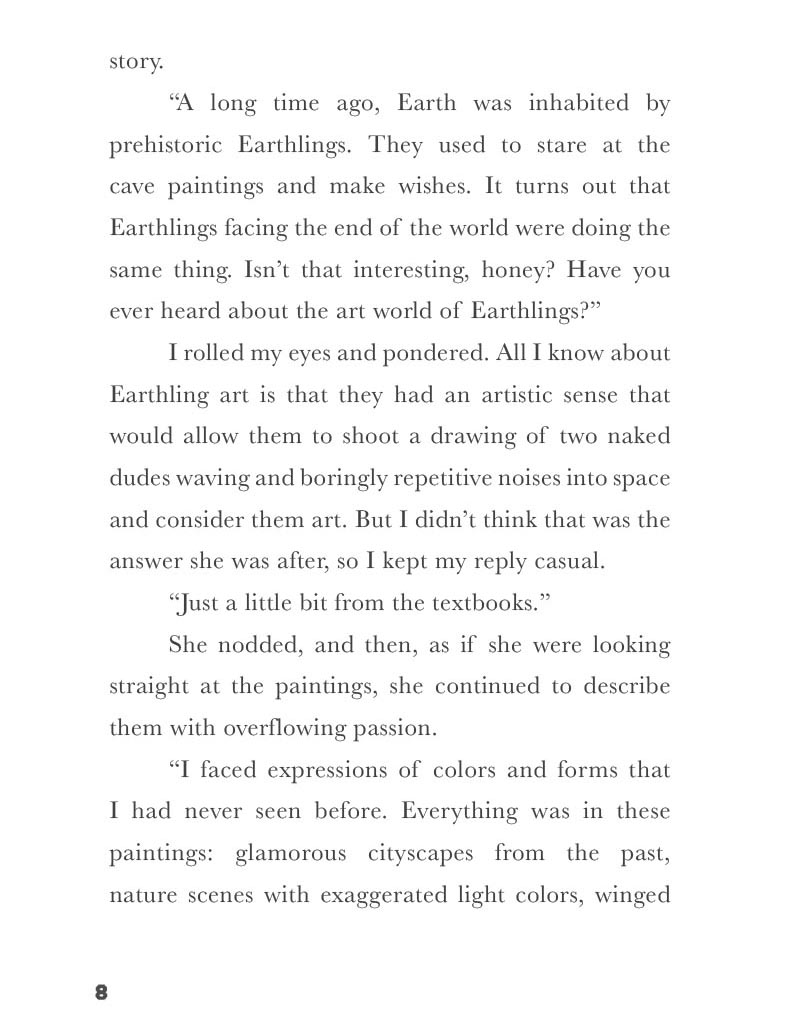 story.
“A long time ago, Earth was inhabited by
prehistoric Earthlings. They used to stare at the
cave paintings and make wishes. It turns out that
Earthlings facing the end of the world were doing the
same thing. Isn’t that interesting, honey? Have you
ever heard about the art world of Earthlings?”
I rolled my eyes and pondered. All I know about
Earthling art is that they had an artistic sense that
would allow them to shoot a drawing of two naked
dudes waving and boringly repetitive noises into space
and consider them art. But I didn’t think that was the
answer she was after, so I kept my reply casual.
“Just a little bit from the textbooks.”
She nodded, and then, as if she were looking
straight at the paintings, she continued to describe
them with overflowing passion.
“I faced expressions of colors and forms that
I had never seen before. Everything was in these
paintings: glamorous cityscapes from the past,
nature scenes with exaggerated light colors, winged
8